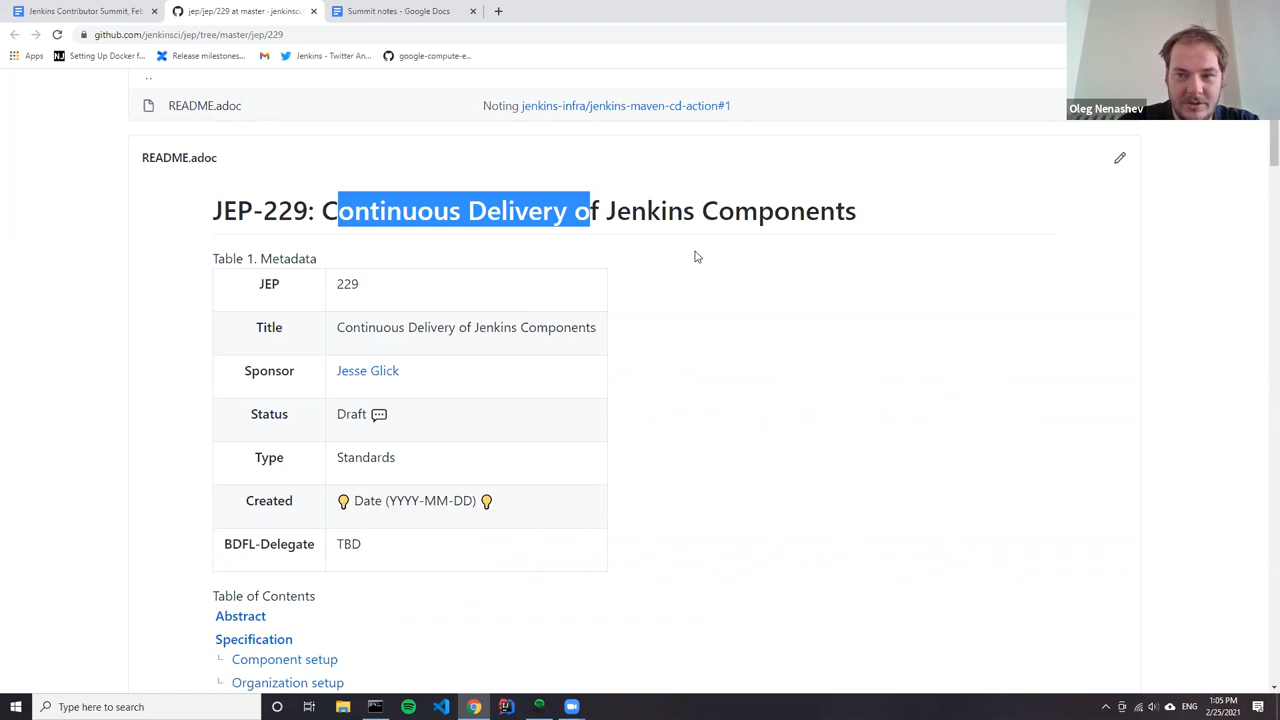 Jenkins Contributor Summit, Feb
jep/jep/229 at master · jenkinsci/
Summit notes - Google Docs
github.com/jenkinsci/jep/tree/master/jep/229
Apps
Setting Up Docker f...
Release milestones...
Jenkins - Twitter An...
google-compute-e...
Oleg Nenashev
..
README.adoc
Noting jenkins-infra/jenkins-maven-cd-action#1
README.adoc
JEP-229: Continuous Delivery of Jenkins Components
Table 1. Metadata
JEP 229
Title Continuous Delivery of Jenkins Components
Sponsor Jesse Glick
Status Draft
Type Standards
Created Date (YYYY-MM-DD)
BDFL-Delegate TBD
Table of Contents
Abstract
Specification
Component setup
Organization setup
Type here to search
ENG
1:05 PM
2/25/2021